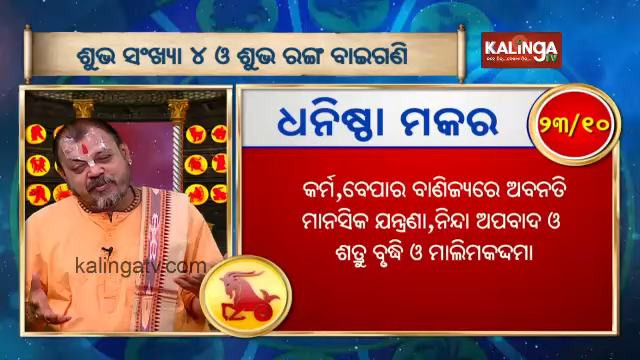 ଶୁଭ ସଂଖ୍ୟା ୪ ଓ ଶୁଭ ରଙ୍ଗ ବାଇଗଣି
KALINGA
TV
ଧନିଷ୍ଠା ମକର
୨୩/୧୦
କର୍ମ,ବେପାର ବାଣିଜ୍ୟରେ ଅବନତି
ମାନସିକ ଯନ୍ତ୍ରଣା,ନିନ୍ଦା ଅପବାଦ ଓ
ଶତ୍ରୁ ବୃଦ୍ଧି ଓ ମାଲିମକଦ୍ଦମା
kalingatv.com